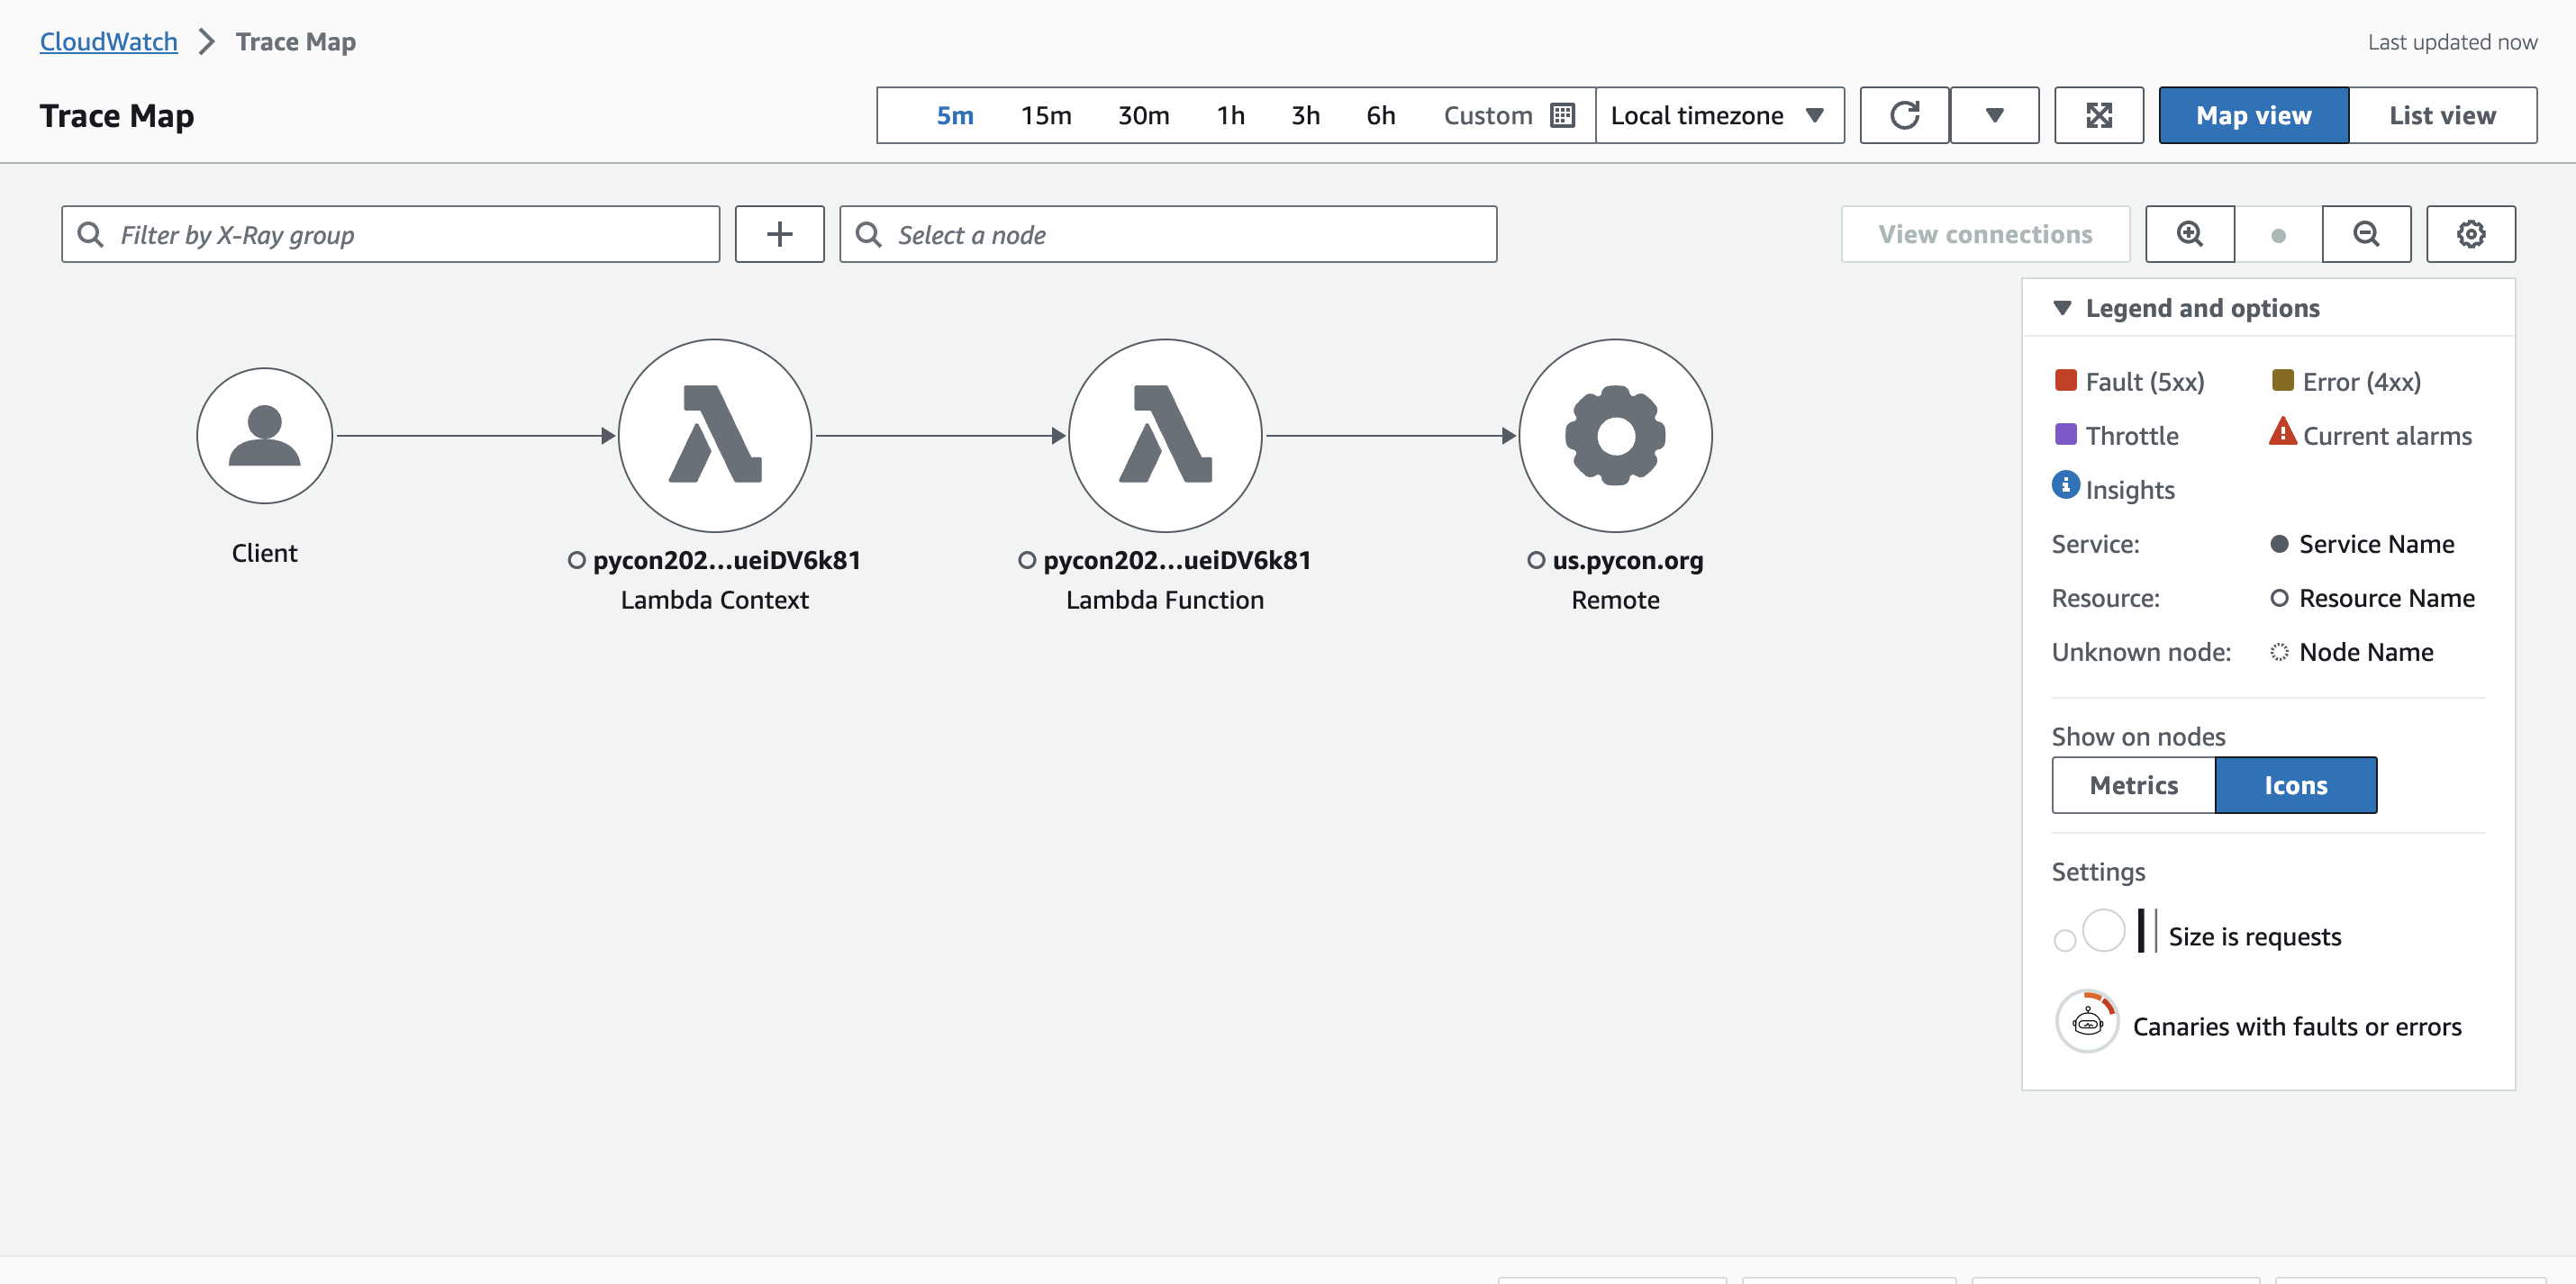 CloudWatch
Trace Map
Last updated now
Trace Map
5m 15m 30m 1h 3h 6h Custom
Local timezone
Map view
List view
Filter by X-Ray group
Select a node
View connections
Legend and options
Fault (5xx)
Error (4xx)
Throttle
Current alarms
Insights
Service:
Service Name
Resource:
Resource Name
Unknown node:
Node Name
Show on nodes
Metrics
Icons
Settings
Size is requests
Canaries with faults or errors
Client
pycon202...ueiDV6k81
Lambda Context
pycon202...ueiDV6k81
Lambda Function
us.pycon.org
Remote